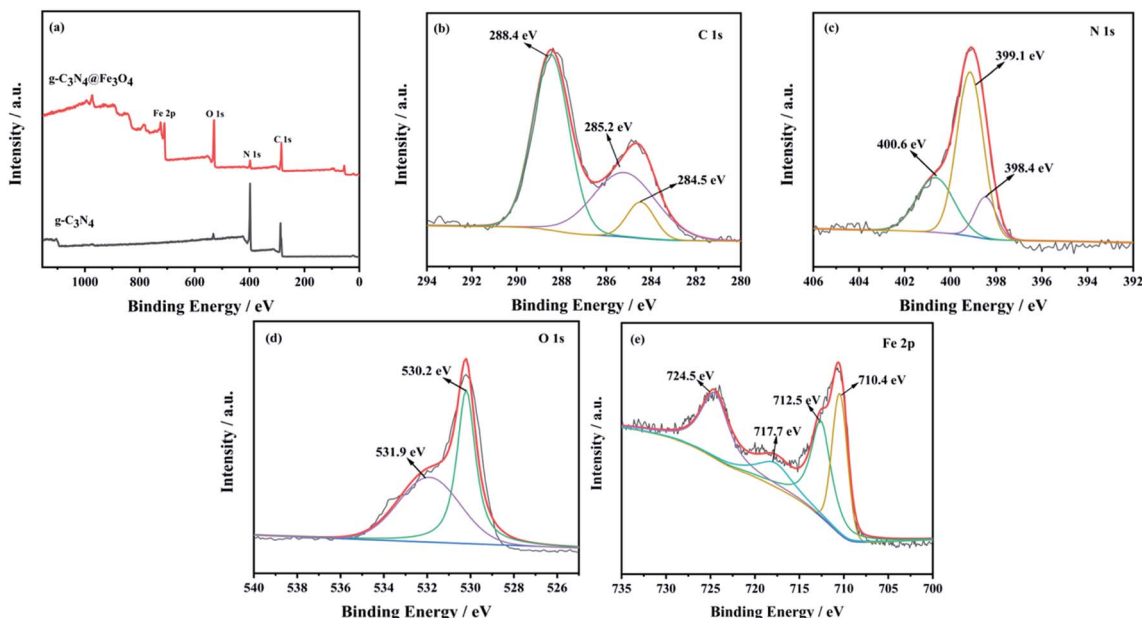 (a)
g-C3N4@Fe3O4
Fe 2p
O 1s
N 1s
C 1s
g-C3N4
Intensity / a.u.
1000 800 600 400 200 0
Binding Energy / eV
(b)
C 1s
288.4 eV
285.2 eV
284.5 eV
Intensity / a.u.
294 292 290 288 286 284 282 280
Binding Energy / eV
(c)
N 1s
399.1 eV
400.6 eV
398.4 eV
Intensity / a.u.
406 404 402 400 398 396 394 392
Binding Energy / eV
(d)
O 1s
530.2 eV
531.9 eV
Intensity / a.u.
540 538 536 534 532 530 528 526
Binding Energy / eV
(e)
Fe 2p
724.5 eV
717.7 eV
712.5 eV
710.4 eV
Intensity / a.u.
735 730 725 720 715 710 705 700
Binding Energy / eV